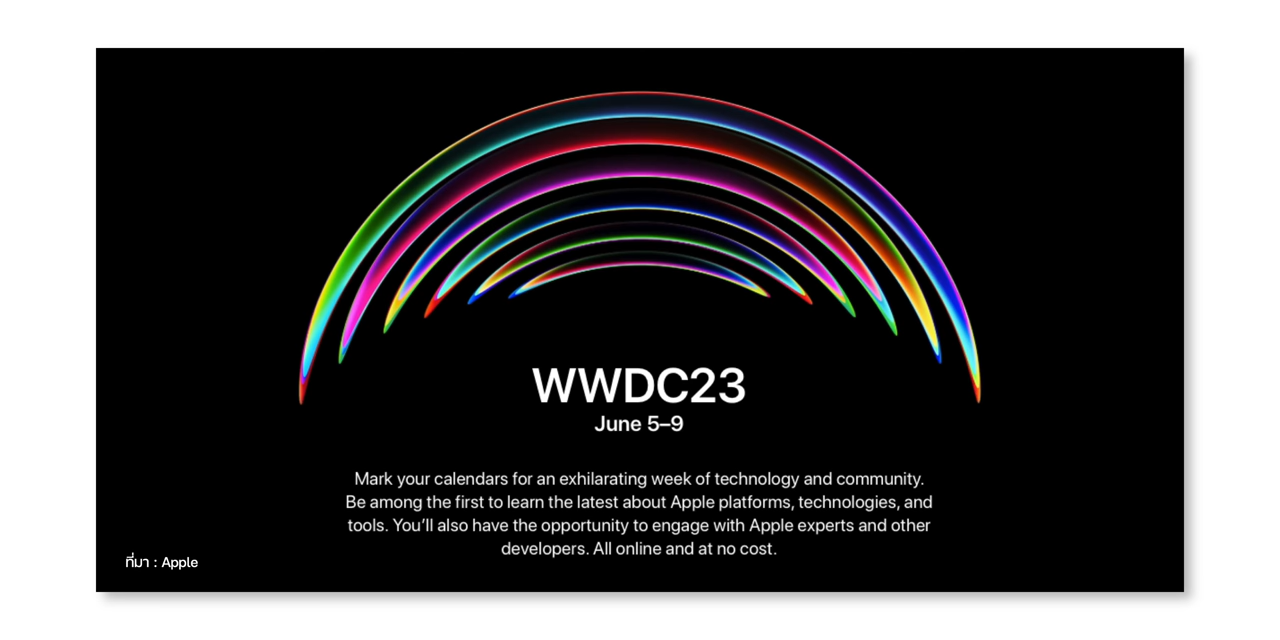 WWDC23
June 5–9
Mark your calendars for an exhilarating week of technology and community.
Be among the first to learn the latest about Apple platforms, technologies, and
tools. You’ll also have the opportunity to engage with Apple experts and other
developers. All online and at no cost.
ที่มา : Apple